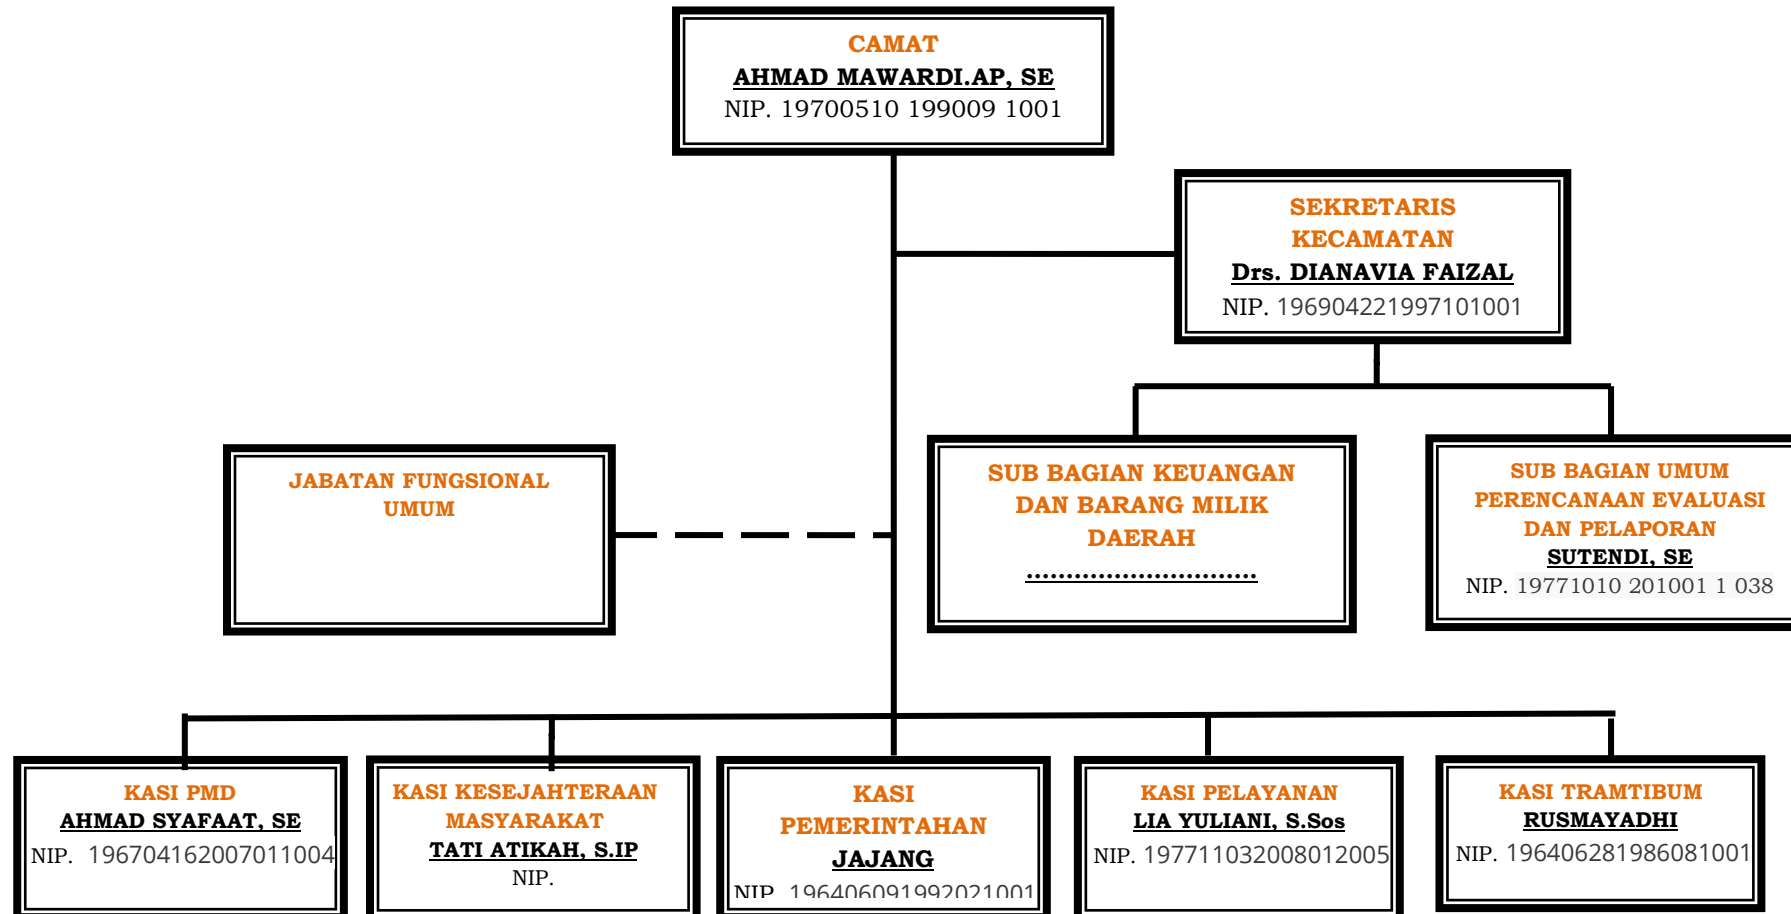 CAMAT
AHMAD MAWARDI.AP, SE
NIP. 19700510 199009 1001
SEKRETARIS
KECAMATAN
Drs. DIANAVIA FAIZAL
NIP. 196904221997101001
JABATAN FUNGSIONAL
UMUM
SUB BAGIAN KEUANGAN
DAN BARANG MILIK
DAERAH
............................
SUB BAGIAN UMUM
PERENCANAAN EVALUASI
DAN PELAPORAN
SUTENDI, SE
NIP. 19771010 201001 1 038
KASI PMD
AHMAD SYAFAAT, SE
NIP. 196704162007011004
KASI KESEJAHTERAAN
MASYARAKAT
TATI ATIKAH, S.IP
NIP.
KASI
PEMERINTAHAN
JAJANG
NIP. 196406091992021001
KASI PELAYANAN
LIA YULIANI, S.Sos
NIP. 197711032008012005
KASI TRAMTIBUM
RUSMAYADHI
NIP. 196406281986081001